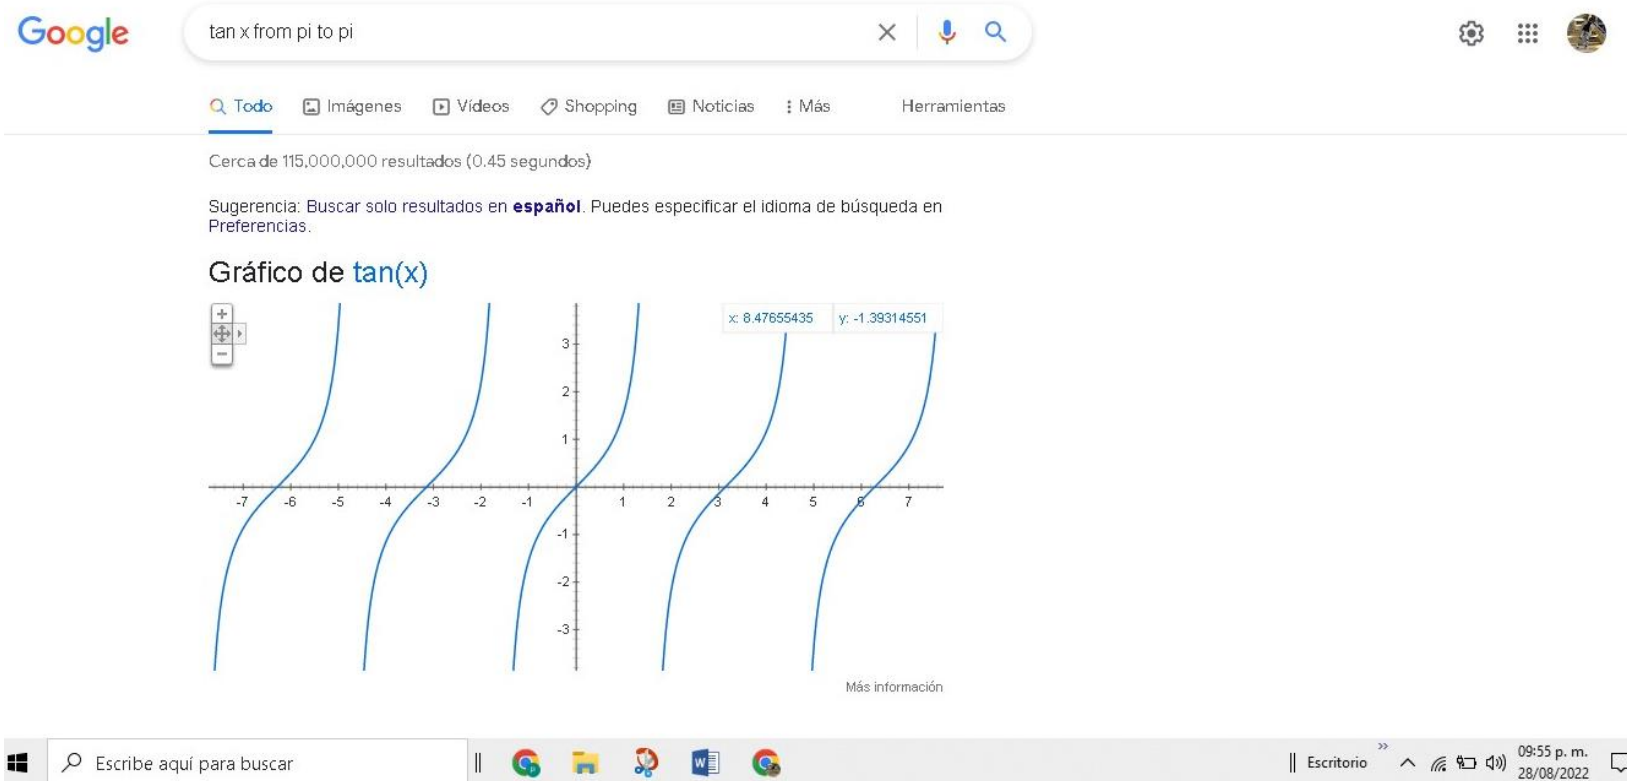 Google
tan x from pi to pi
Todo Imágenes Vídeos Shopping Noticias Más Herramientas
Cerca de 115,000,000 resultados (0.45 segundos)
Sugerencia: Buscar solo resultados en español. Puedes especificar el idioma de búsqueda en
Preferencias.
Gráfico de tan(x)
x: 8.47655435 y: -1.39314551
3
2
1
-7 -6 -5 -4 -3 -2 -1 1 2 3 4 5 6 7
-1
-2
-3
Más información
Escribe aquí para buscar
W
Escritorio
09:55 p. m.
28/08/2022